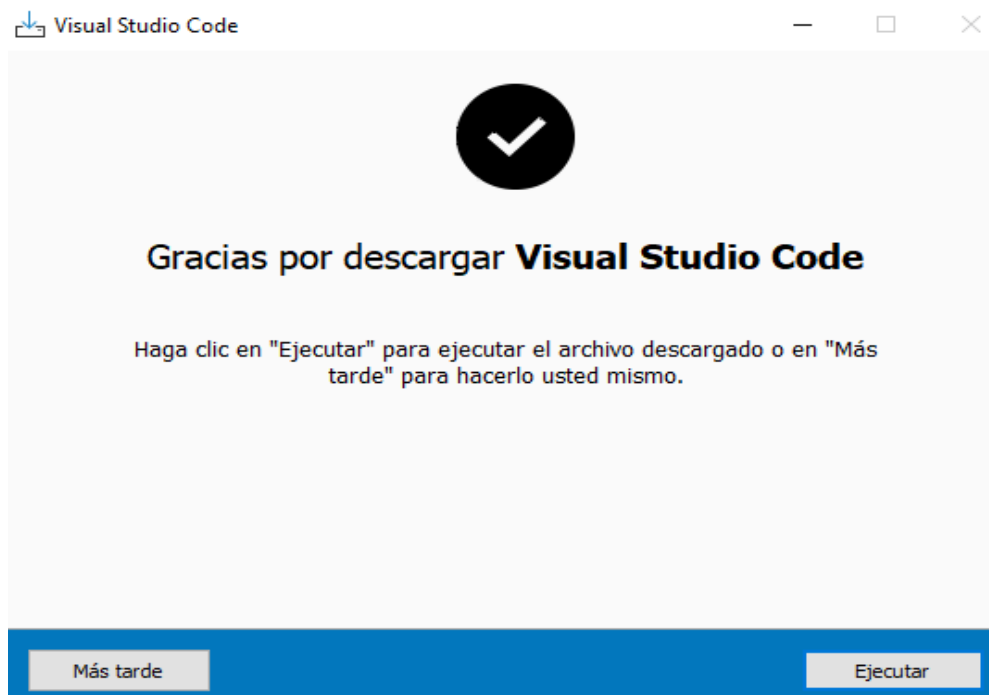 Visual Studio Code
Gracias por descargar Visual Studio Code
Haga clic en "Ejecutar" para ejecutar el archivo descargado o en "Más
tarde" para hacerlo usted mismo.
Más tarde
Ejecutar